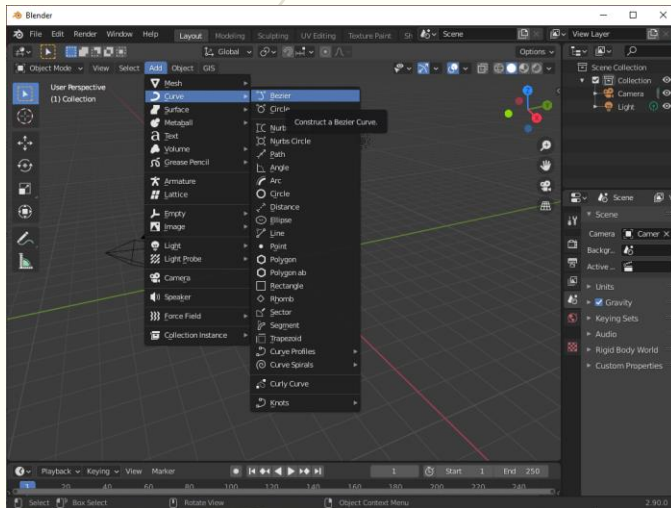 Blender
File Edit Render Window Help Layout Modeling Sculpting UV Editing Texture Paint Sh Scene View Layer
Global Options
Object Mode View Select Add Object GIS
User Perspective
(1) Collection
Mesh
Curve
Surface
Metaball
Text
Volume
Grease Pencil
Armature
Lattice
Empty
Image
Light
Light Probe
Camera
Speaker
Force Field
Collection Instance
Bezier
Circle
Construct a Bezier Curve.
Nurb
Nurbs Circle
Path
Angle
Arc
Circle
Distance
Ellipse
Line
Point
Polygon
Polygon ab
Rectangle
Rhomb
Sector
Segment
Trapezoid
Curve Profiles
Curve Spirals
Curly Curve
Knots
Z
Scene Collection
Collection
Camera
Light
Scene
Scene
Camera Camer
Backgr..
Active ..
Units
Gravity
Keying Sets
Audio
Rigid Body World
Custom Properties
Playback Keying View Marker 1 Start 1 End 250
1 20 40 60 80 100 120 140 160 180 200 220 240
Select Box Select Rotate View Object Context Menu 2.90.0